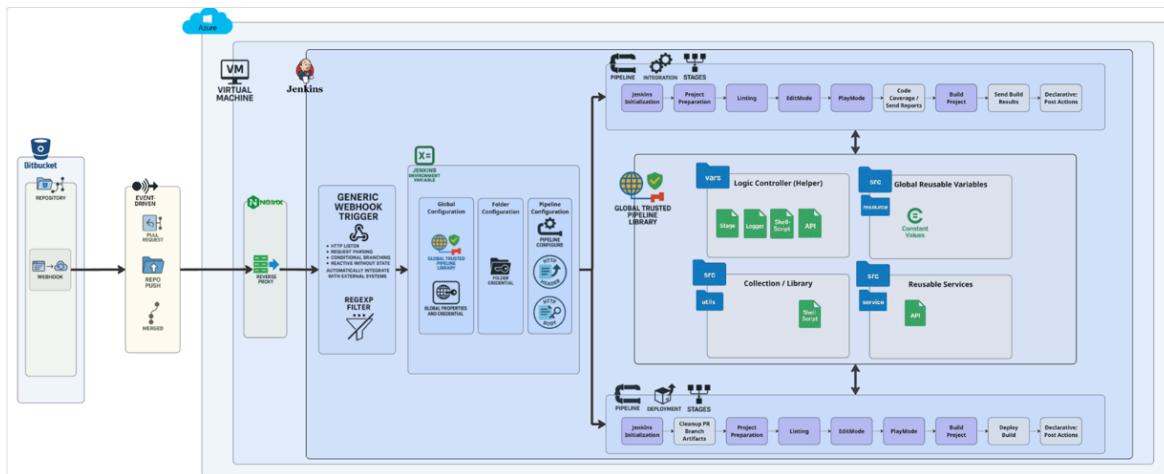 Azure
VM
VIRTUAL
MACHINE
Jenkins
Bitbucket
REPOSITORY
WEBHOOK
EVENT-
DRIVEN
PULL
REQUEST
REPO
PUSH
MERGED
NGINX
REVERSE
PROXY
GENERIC
WEBHOOK
TRIGGER
• HTTP LISTEN
• REQUEST PARSING
• CONDITIONAL BRANCHING
• REACTIVE WITHOUT STATE
AUTOMATICALLY INTEGRATE
WITH EXTERNAL SYSTEMS
REGEXP
FILTER
JENKINS
ENVIRONMENT
VARIABLE
Global
Configuration
GLOBAL TRUSTED
PIPELINE
LIBRARY
GLOBAL PROPERTIES
AND CREDENTIAL
Folder
Configuration
FOLDER
CREDENTIAL
Pipeline
Configuration
PIPELINE
CONFIGURE
HTTP
HEADER
HTTP
BODY
PIPELINE
INTEGRATION
STAGES
Jenkins
Initialization
Project
Preparation
Linting
EditMode
PlayMode
Code
Coverage /
Send Reports
Build
Project
Send Build
Results
Declarative:
Post Actions
GLOBAL TRUSTED
PIPELINE
LIBRARY
vars
Logic Controller (Helper)
Stage
Logger
Shell-
Script
API
src
resource
Global Reusable Variables
Constant
Values
src
utils
Collection / Library
Shell-
Script
src
service
Reusable Services
API
PIPELINE
DEPLOYMENT
STAGES
Jenkins
Initialization
Cleanup PR
Branch
Artifacts
Project
Preparation
Linting
EditMode
PlayMode
Build
Project
Deploy
Build
Declarative:
Post Actions